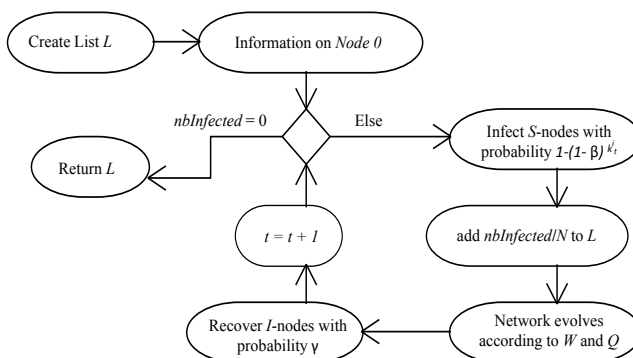 Create List L
Information on Node 0
nbInfected = 0
Else
Infect S-nodes with
probability 1-(1- β) k^i_t
Return L
t = t + 1
add nbInfected/N to L
Recover I-nodes with
probability γ
Network evolves
according to W and Q